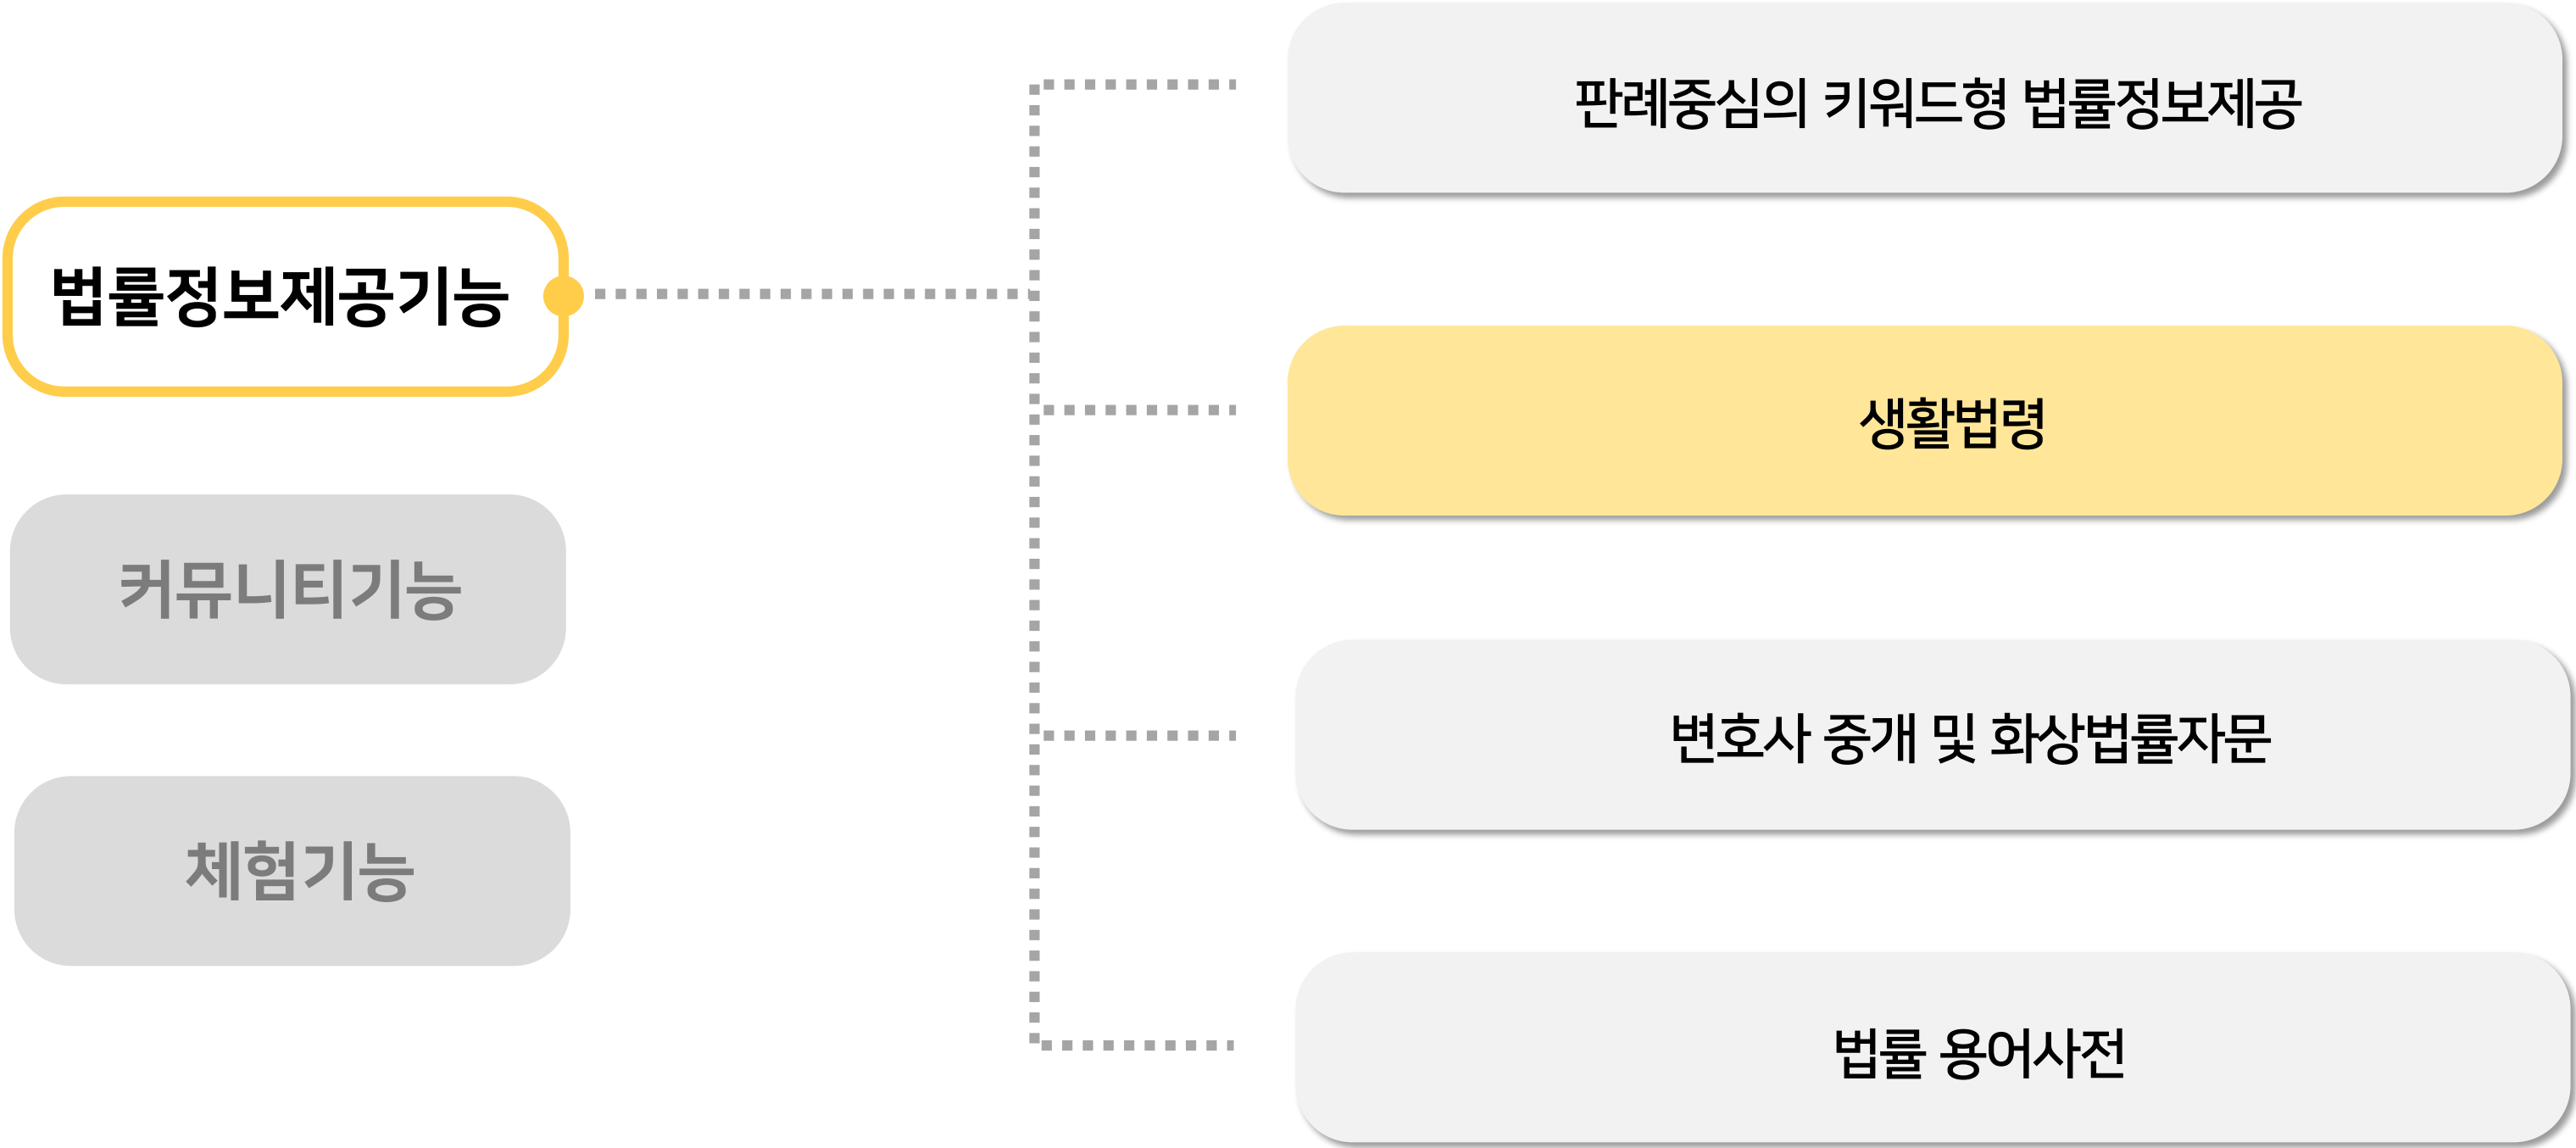 법률정보제공기능
커뮤니티기능
체험기능
판례중심의 키워드형 법률정보제공
생활법령
변호사 중개 및 화상법률자문
법률 용어사전